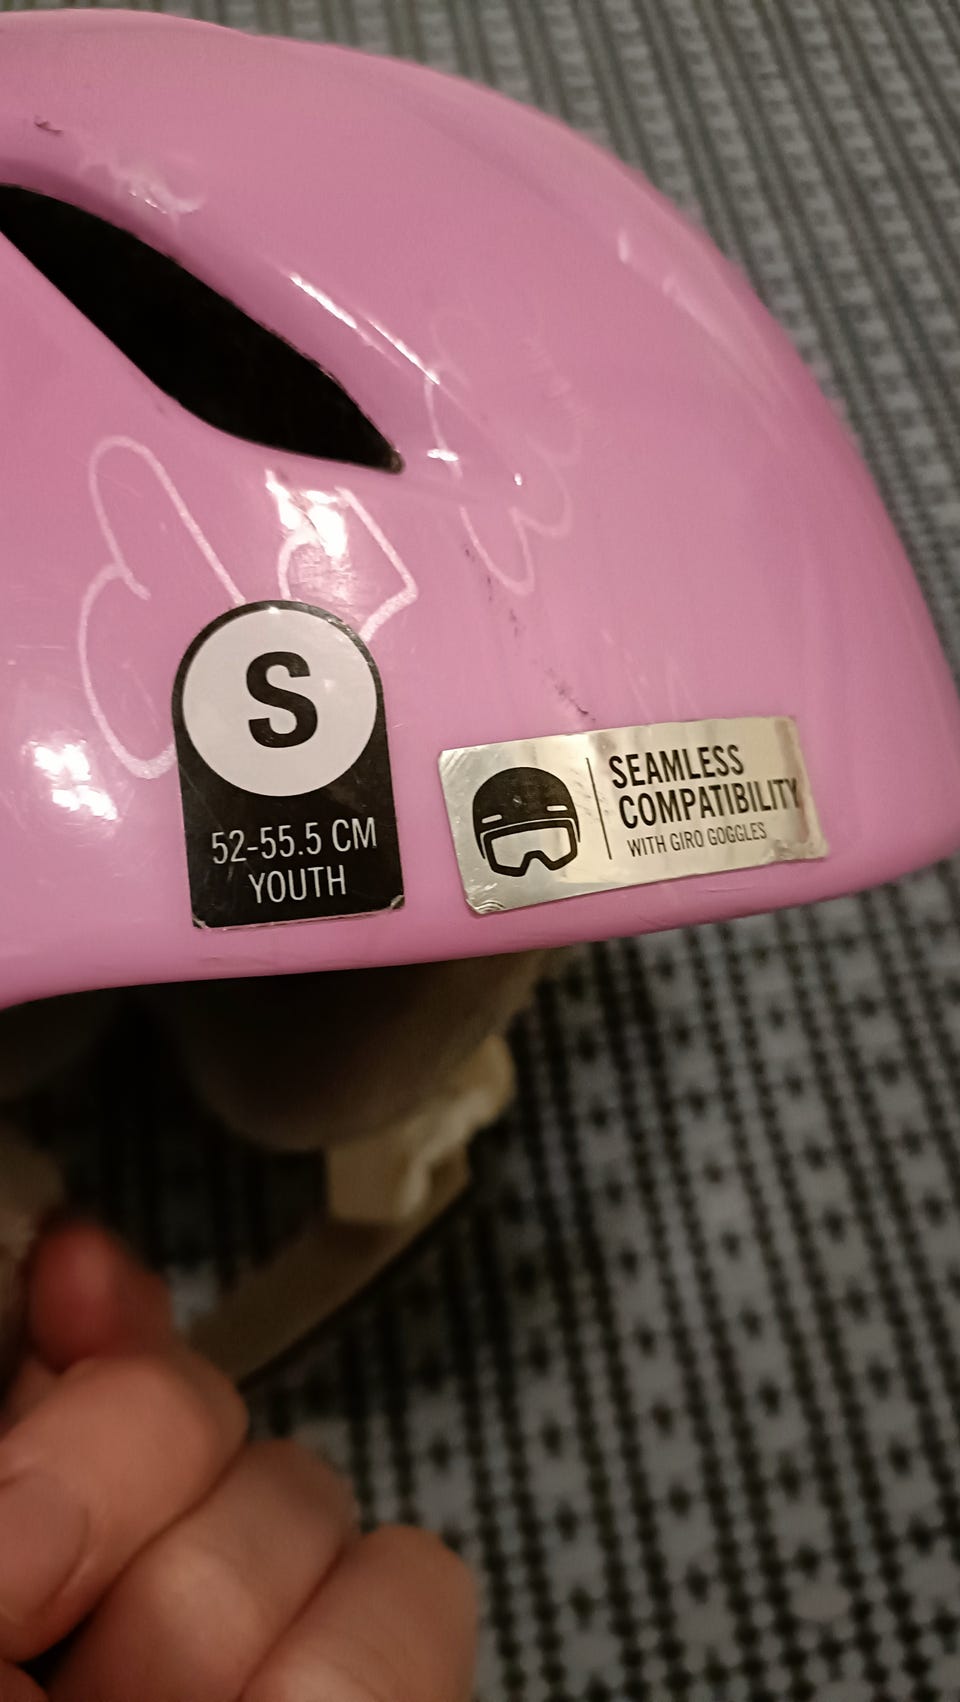 S
52-55.5 CM
YOUTH
SEAMLESS
COMPATIBILITY
WITH GIRO GOGGLES